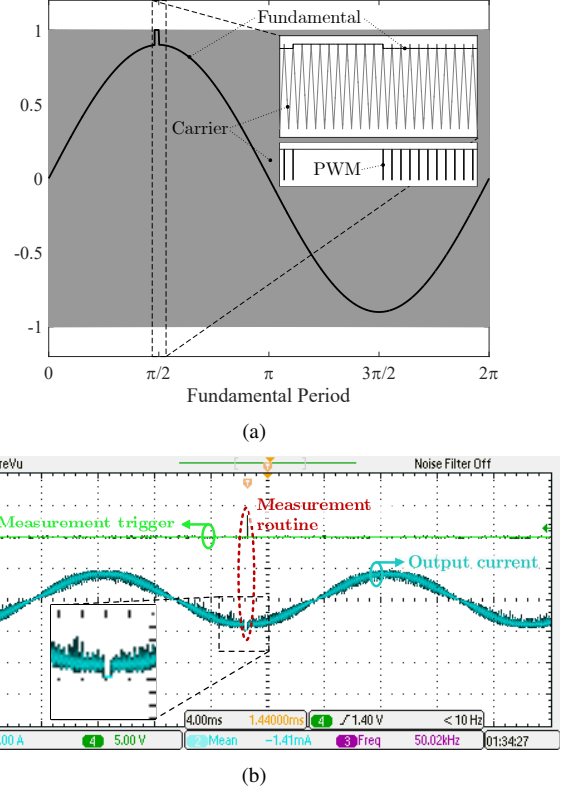 Fundamental
1
0.5
Carrier
PWM
0
-0.5
-1
0 π/2 π 3π/2 2π
Fundamental Period
(a)
reVu Noise Filter Off
T
T
Measurement
routine
Measurement trigger
Output current
4.00ms 1.44000ms 4 1.40 V < 10 Hz
.00 A 4 5.00 V 2 Mean −1.41mA 3 Freq 50.02kHz 01:34:27
(b)